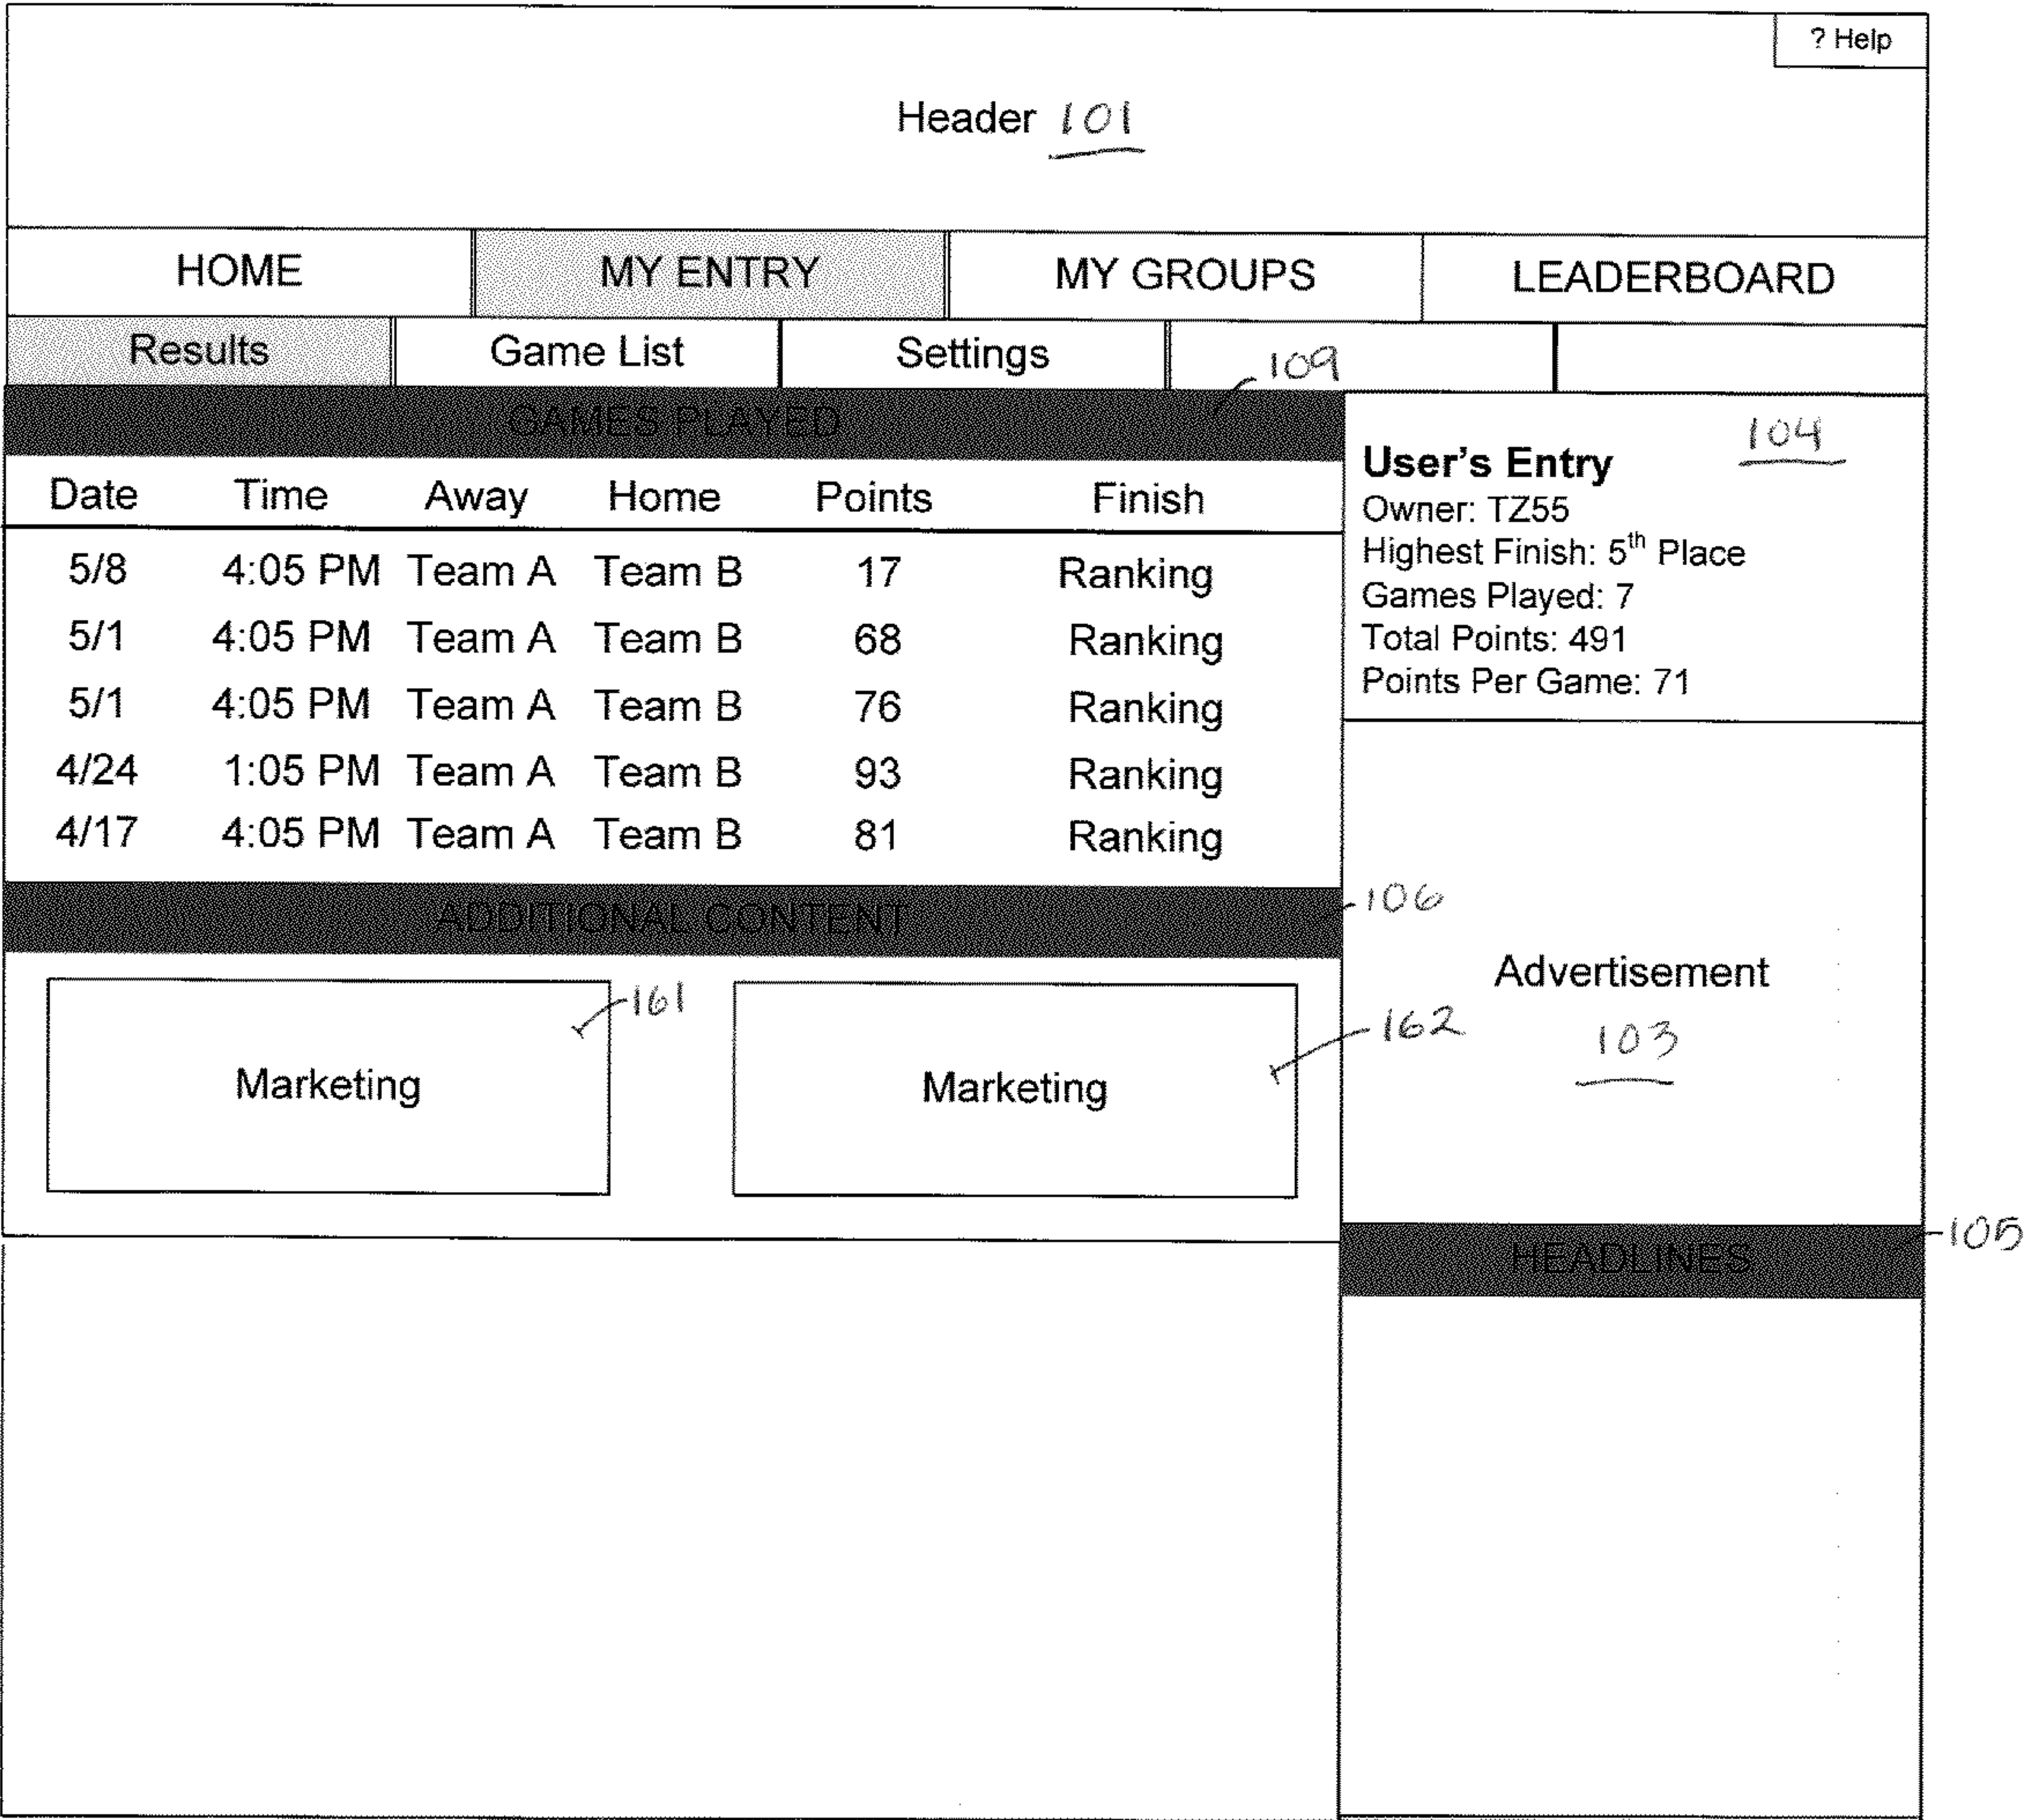 ? Help
Header 101
HOME MY ENTRY MY GROUPS LEADERBOARD
Results Game List Settings
109
GAMES PLAYED
Date Time Away Home Points Finish
5/8 4:05 PM Team A Team B 17 Ranking
5/1 4:05 PM Team A Team B 68 Ranking
5/1 4:05 PM Team A Team B 76 Ranking
4/24 1:05 PM Team A Team B 93 Ranking
4/17 4:05 PM Team A Team B 81 Ranking
104
User's Entry
Owner: TZ55
Highest Finish: 5th Place
Games Played: 7
Total Points: 491
Points Per Game: 71
ADDITIONAL CONTENT
106
Marketing
161
Marketing
162
Advertisement
103
HEADLINES
105